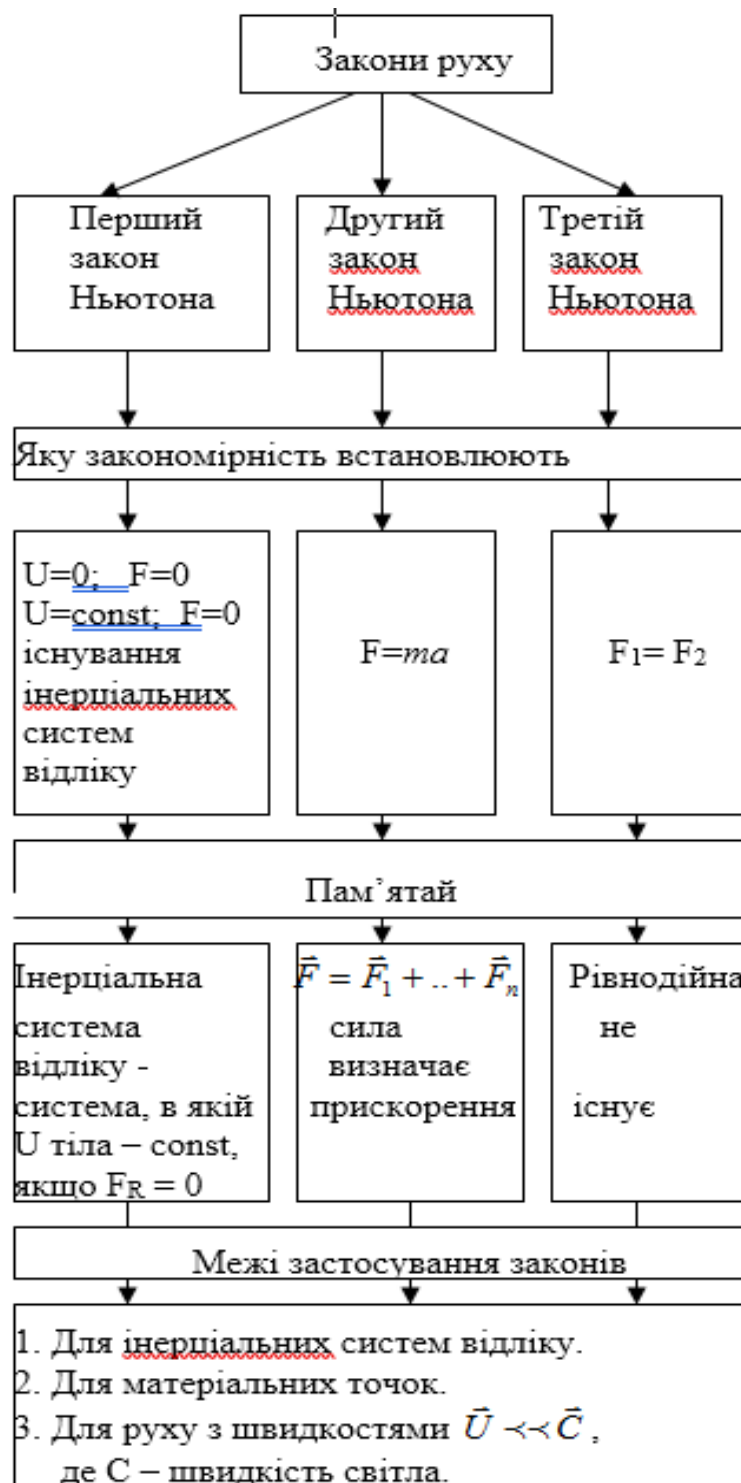 Закони руху
Перший
закон
Ньютона
Другий
закон
Ньютона
Третій
закон
Ньютона
Яку закономірність встановлюють
U=0; F=0
U=const; F=0
існування
інерціальних
систем
відліку
F=ma
F₁= F₂
Пам’ятай
Інерціальна
система
відліку -
система, в якій
U тіла – const,
якщо F_R = 0
F⃗ = F⃗₁ + .. + F⃗ₙ
сила
визначає
прискорення
Рівнодійна
не
існує
Межі застосування законів
1. Для інерціальних систем відліку.
2. Для матеріальних точок.
3. Для руху з швидкостями U⃗ << C⃗ ,
де С – швидкість світла.